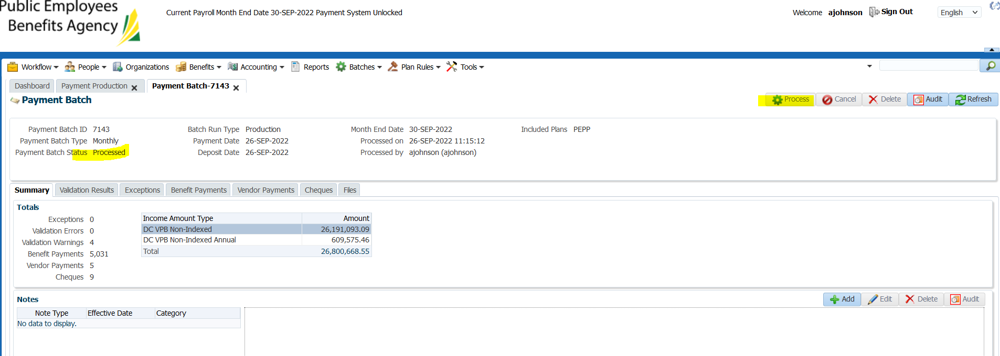 Public Employees
Benefits Agency
Current Payroll Month End Date 30-SEP-2022 Payment System Unlocked
Welcome ajohnson Sign Out English
Workflow People Organizations Benefits Accounting Reports Batches Plan Rules Tools
Dashboard Payment Production Payment Batch-7143
Payment Batch
Process Cancel Delete Audit Refresh
Payment Batch ID 7143 Batch Run Type Production Month End Date 30-SEP-2022 Included Plans PEPP
Payment Batch Type Monthly Payment Date 26-SEP-2022 Processed on 26-SEP-2022 11:15:12
Payment Batch Status Processed Deposit Date 26-SEP-2022 Processed by ajohnson (ajohnson)
Summary Validation Results Exceptions Benefit Payments Vendor Payments Cheques Files
Totals
Exceptions 0
Validation Errors 0
Validation Warnings 4
Benefit Payments 5,031
Vendor Payments 5
Cheques 9
Income Amount Type Amount
DC VPB Non-Indexed 26,191,093.09
DC VPB Non-Indexed Annual 609,575.46
Total 26,800,668.55
Notes
Add Edit Delete Audit
Note Type Effective Date Category
No data to display.